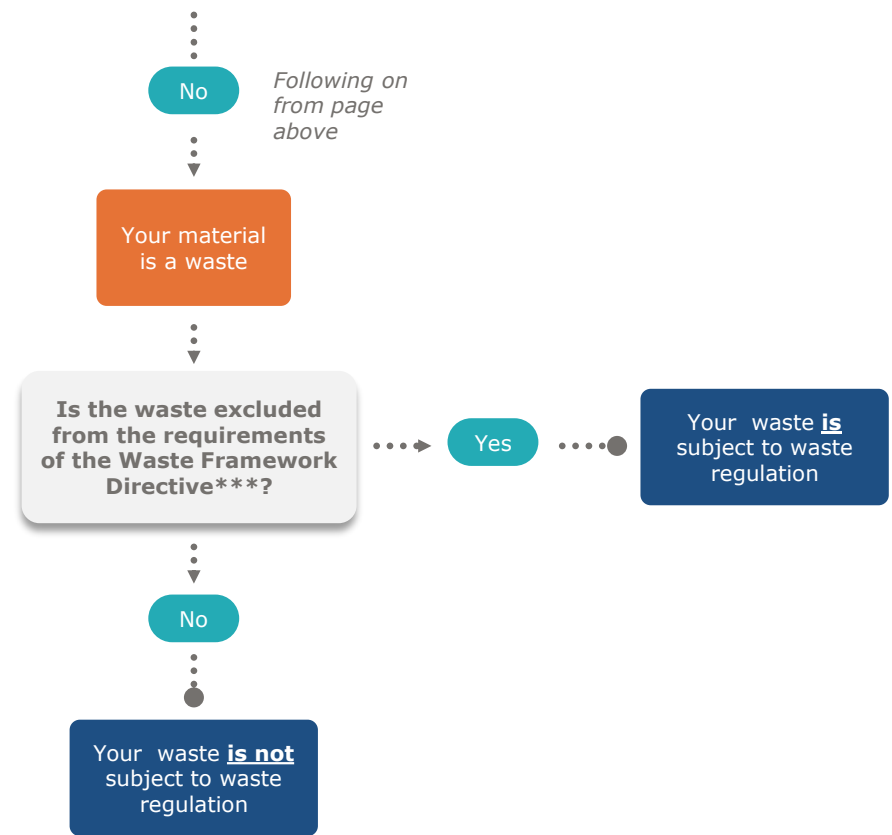 No
Following on
from page
above
Your material
is a waste
Is the waste excluded
from the requirements
of the Waste Framework
Directive***?
Yes
Your waste is
subject to waste
regulation
No
Your waste is not
subject to waste
regulation